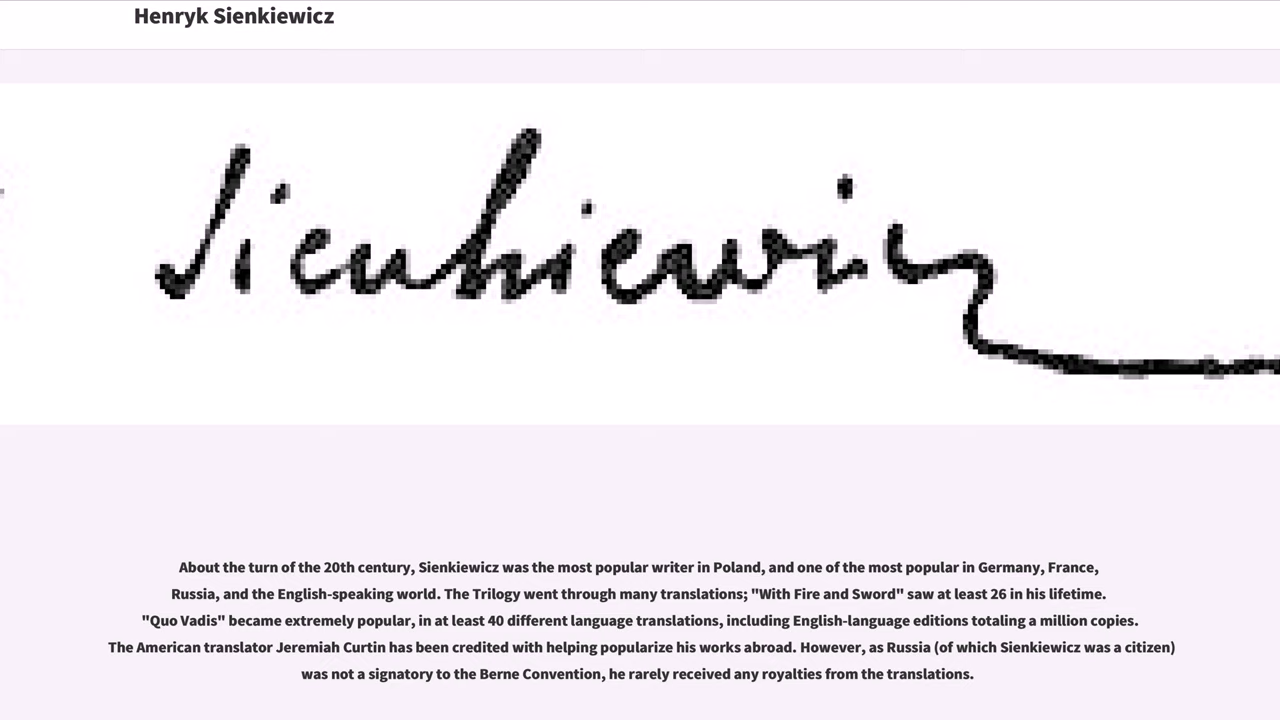 Henryk Sienkiewicz
Sienkiewicz
About the turn of the 20th century, Sienkiewicz was the most popular writer in Poland, and one of the most popular in Germany, France,
Russia, and the English-speaking world. The Trilogy went through many translations; "With Fire and Sword" saw at least 26 in his lifetime.
"Quo Vadis" became extremely popular, in at least 40 different language translations, including English-language editions totaling a million copies.
The American translator Jeremiah Curtin has been credited with helping popularize his works abroad. However, as Russia (of which Sienkiewicz was a citizen)
was not a signatory to the Berne Convention, he rarely received any royalties from the translations.